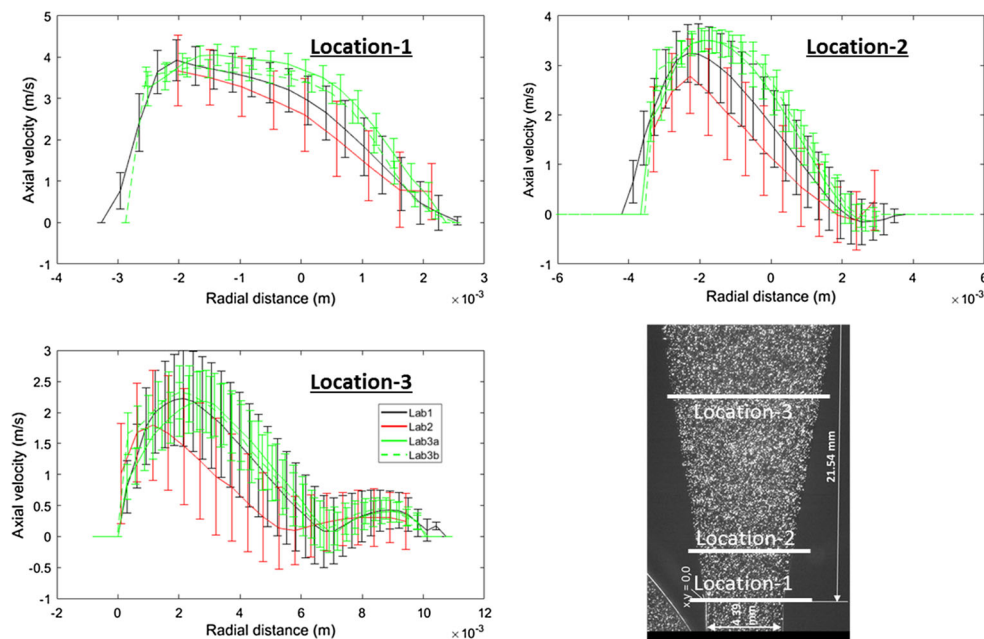 Location-1
Axial velocity (m/s)
5
4
3
2
1
0
-1
-4 -3 -2 -1 0 1 2 3
Radial distance (m)
× 10⁻³
Location-2
Axial velocity (m/s)
4
3
2
1
0
-1
-6 -4 -2 0 2 4 6
Radial distance (m)
× 10⁻³
Location-3
Axial velocity (m/s)
3
2.5
2
1.5
1
0.5
0
-0.5
-1
-2 0 2 4 6 8 10 12
Radial distance (m)
× 10⁻³
Lab1
Lab2
Lab3a
Lab3b
Location-3
21.54 mm
Location-2
x,y = 0,0
Location-1
4.39
mm